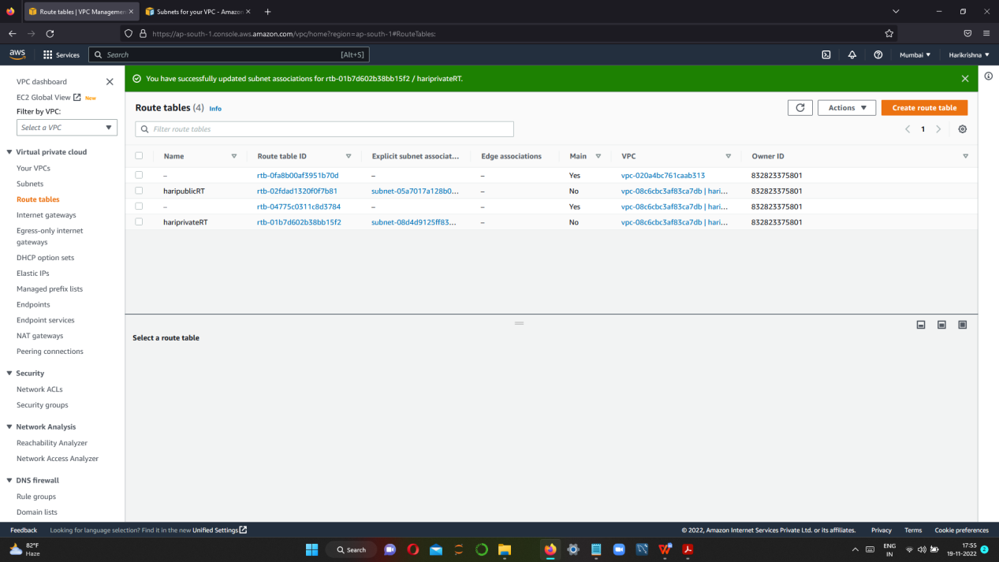 Route tables | VPC Managemen
Subnets for your VPC - Amazon
https://ap-south-1.console.aws.amazon.com/vpc/home?region=ap-south-1#RouteTables:
aws
Services
Search
[Alt+S]
Mumbai
Harikrishna
VPC dashboard
EC2 Global View
New
Filter by VPC:
Select a VPC
Virtual private cloud
Your VPCs
Subnets
Route tables
Internet gateways
Egress-only internet
gateways
DHCP option sets
Elastic IPs
Managed prefix lists
Endpoints
Endpoint services
NAT gateways
Peering connections
Security
Network ACLs
Security groups
Network Analysis
Reachability Analyzer
Network Access Analyzer
DNS firewall
Rule groups
Domain lists
You have successfully updated subnet associations for rtb-01b7d602b38bb15f2 / hariprivateRT.
Route tables (4) Info
Actions
Create route table
Filter route tables
1
Name Route table ID Explicit subnet associat... Edge associations Main VPC Owner ID
– rtb-0fa8b00af3951b70d – – Yes vpc-020a4bc761caab313 832823375801
haripublicRT rtb-02fdad1320f0f7b81 subnet-05a7017a128b0... – No vpc-08c6cbc3af83ca7db | hari... 832823375801
– rtb-04775c0311c8d3784 – – Yes vpc-08c6cbc3af83ca7db | hari... 832823375801
hariprivateRT rtb-01b7d602b38bb15f2 subnet-08d4d9125ff83... – No vpc-08c6cbc3af83ca7db | hari... 832823375801
Select a route table
Feedback
Looking for language selection? Find it in the new Unified Settings
© 2022, Amazon Internet Services Private Ltd. or its affiliates.
Privacy
Terms
Cookie preferences
82°F
Haze
Search
ENG
IN
17:55
19-11-2022
2